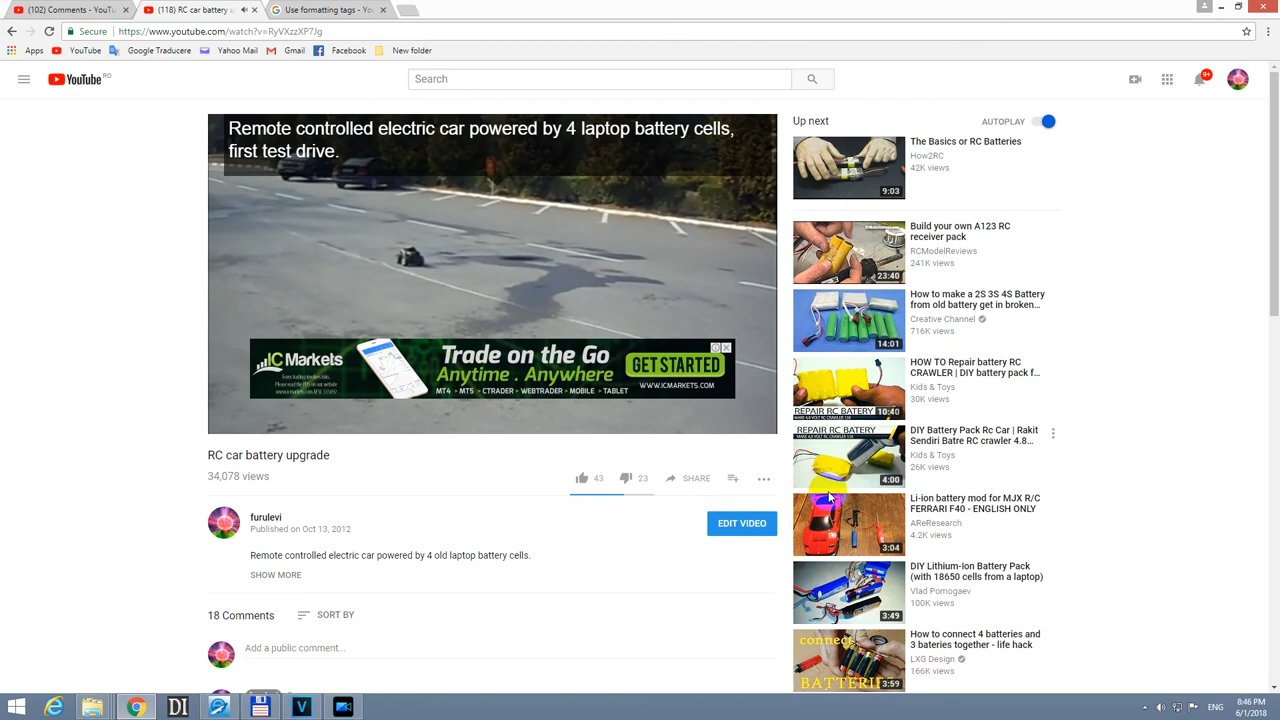 (102) Comments - YouTu
(118) RC car battery u
Use formatting tags - You
Secure
https://www.youtube.com/watch?v=RyVXzzXP7Jg
Apps
YouTube
Google Traducere
Yahoo Mail
Gmail
Facebook
New folder
YouTube RO
Search
9+
Remote controlled electric car powered by 4 laptop battery cells,
first test drive.
IC Markets
Trade on the Go
Anytime . Anywhere
MT4 • MT5 • CTRADER • WEBTRADER • MOBILE • TABLET
GET STARTED
WWW.ICMARKETS.COM
RC car battery upgrade
34,078 views
43
23
SHARE
furulevi
Published on Oct 13, 2012
EDIT VIDEO
Remote controlled electric car powered by 4 old laptop battery cells.
SHOW MORE
18 Comments
SORT BY
Add a public comment...
Up next
AUTOPLAY
9:03
The Basics or RC Batteries
How2RC
42K views
23:40
Build your own A123 RC
receiver pack
RCModelReviews
241K views
14:01
How to make a 2S 3S 4S Battery
from old battery get in broken...
Creative Channel
716K views
REPAIR RC BATERY
10:40
HOW TO Repair battery RC
CRAWLER | DIY battery pack f...
Kids & Toys
30K views
REPAIR RC BATERY
4:00
DIY Battery Pack Rc Car | Rakit
Sendiri Batre RC crawler 4.8...
Kids & Toys
26K views
3:04
Li-ion battery mod for MJX R/C
FERRARI F40 - ENGLISH ONLY
AReResearch
4.2K views
3:49
DIY Lithium-Ion Battery Pack
(with 18650 cells from a laptop)
Vlad Pomogaev
100K views
connect
BATTERIE
3:59
How to connect 4 batteries and
3 bateries together - life hack
LXG Design
166K views
DI
V
ENG
8:46 PM
6/1/2018